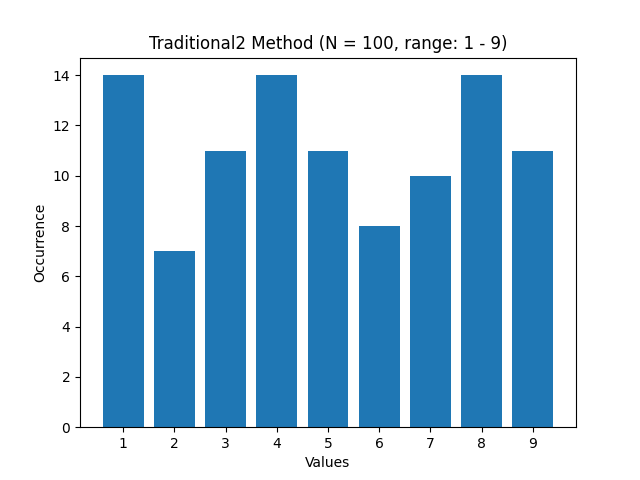 Traditional2 Method (N = 100, range: 1 - 9)
14
12
10
8
6
4
2
0
Occurrence
1 2 3 4 5 6 7 8 9
Values